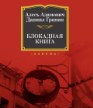 Алесь Адамович
Даниил Гранин
БЛОКАДНАЯ
КНИГА